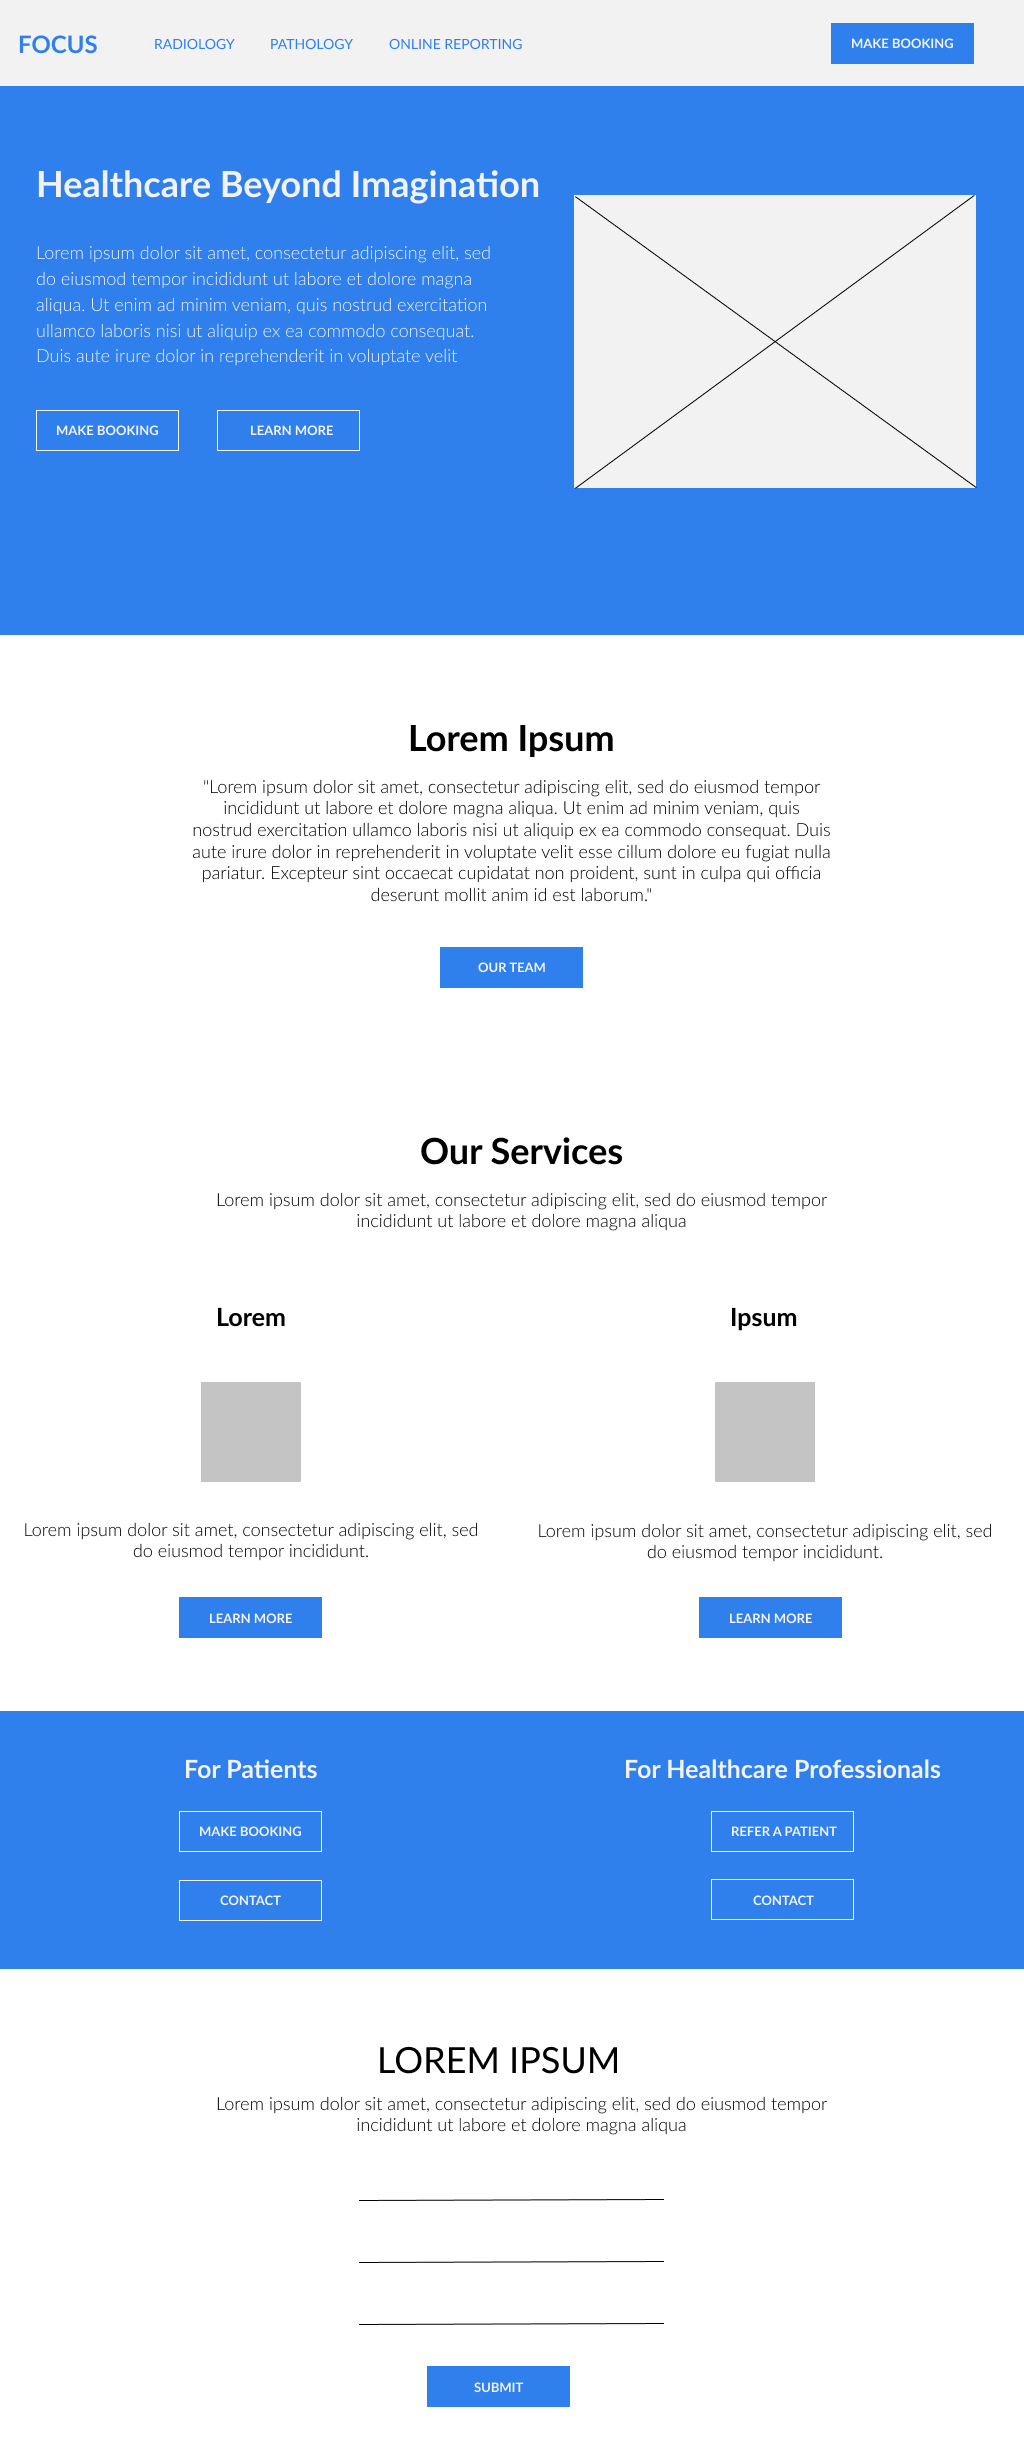 FOCUS
RADIOLOGY
PATHOLOGY
ONLINE REPORTING
MAKE BOOKING
Healthcare Beyond Imagination
Lorem ipsum dolor sit amet, consectetur adipiscing elit, sed
do eiusmod tempor incididunt ut labore et dolore magna
aliqua. Ut enim ad minim veniam, quis nostrud exercitation
ullamco laboris nisi ut aliquip ex ea commodo consequat.
Duis aute irure dolor in reprehenderit in voluptate velit
MAKE BOOKING
LEARN MORE
Lorem Ipsum
"Lorem ipsum dolor sit amet, consectetur adipiscing elit, sed do eiusmod tempor
incididunt ut labore et dolore magna aliqua. Ut enim ad minim veniam, quis
nostrud exercitation ullamco laboris nisi ut aliquip ex ea commodo consequat. Duis
aute irure dolor in reprehenderit in voluptate velit esse cillum dolore eu fugiat nulla
pariatur. Excepteur sint occaecat cupidatat non proident, sunt in culpa qui officia
deserunt mollit anim id est laborum."
OUR TEAM
Our Services
Lorem ipsum dolor sit amet, consectetur adipiscing elit, sed do eiusmod tempor
incididunt ut labore et dolore magna aliqua
Lorem
Lorem ipsum dolor sit amet, consectetur adipiscing elit, sed
do eiusmod tempor incididunt.
LEARN MORE
Ipsum
Lorem ipsum dolor sit amet, consectetur adipiscing elit, sed
do eiusmod tempor incididunt.
LEARN MORE
For Patients
MAKE BOOKING
CONTACT
For Healthcare Professionals
REFER A PATIENT
CONTACT
LOREM IPSUM
Lorem ipsum dolor sit amet, consectetur adipiscing elit, sed do eiusmod tempor
incididunt ut labore et dolore magna aliqua
SUBMIT